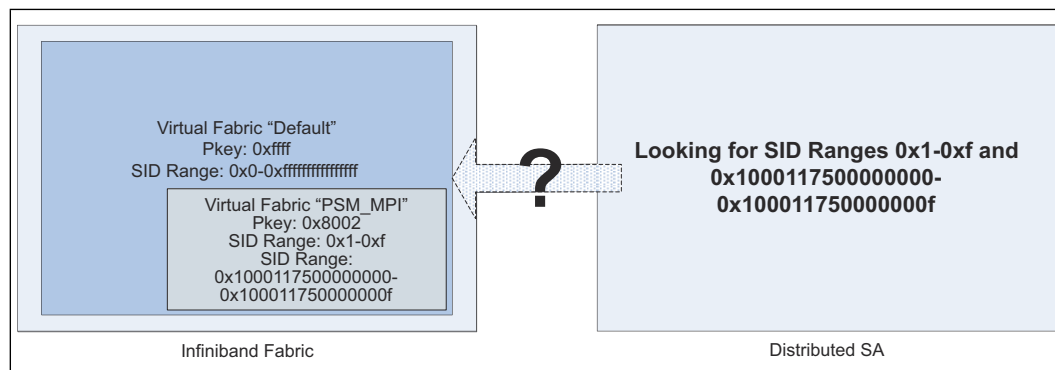 Virtual Fabric “Default”
Pkey: 0xffff
SID Range: 0x0-0xffffffffffffffff
Virtual Fabric “PSM_MPI”
Pkey: 0x8002
SID Range: 0x1-0xf
SID Range:
0x1000117500000000-
0x100011750000000f
?
Looking for SID Ranges 0x1-0xf and
0x1000117500000000-
0x100011750000000f
Infiniband Fabric
Distributed SA